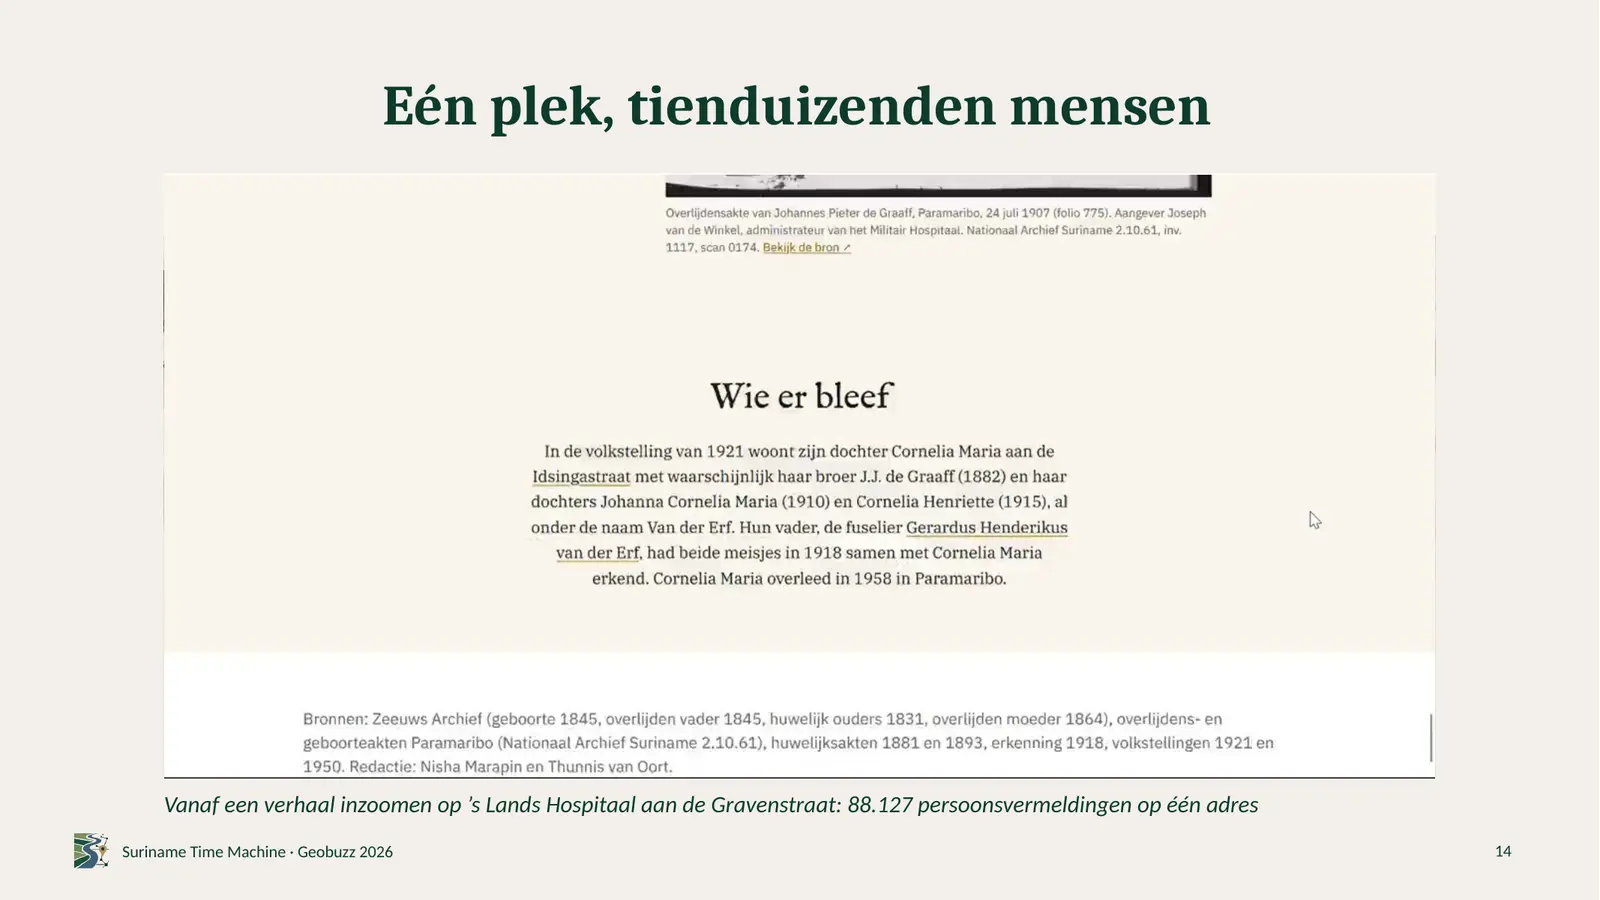 Eén plek, tienduizenden mensen
Overlijdensakte van Johannes Pieter de Graaff, Paramaribo, 24 juli 1907 (folio 775). Aangever Joseph
van de Winkel, administrateur van het Militair Hospitaal. Nationaal Archief Suriname 2.10.61, inv.
1117, scan 0174. Bekijk de bron ↗
Wie er bleef
In de volkstelling van 1921 woont zijn dochter Cornelia Maria aan de
Idsingastraat met waarschijnlijk haar broer J.J. de Graaff (1882) en haar
dochters Johanna Cornelia Maria (1910) en Cornelia Henriette (1915), al
onder de naam Van der Erf. Hun vader, de fuselier Gerardus Henderikus
van der Erf, had beide meisjes in 1918 samen met Cornelia Maria
erkend. Cornelia Maria overleed in 1958 in Paramaribo.
Bronnen: Zeeuws Archief (geboorte 1845, overlijden vader 1845, huwelijk ouders 1831, overlijden moeder 1864), overlijdens- en
geboorteakten Paramaribo (Nationaal Archief Suriname 2.10.61), huwelijksakten 1881 en 1893, erkenning 1918, volkstellingen 1921 en
1950. Redactie: Nisha Marapin en Thunnis van Oort.
Vanaf een verhaal inzoomen op ’s Lands Hospitaal aan de Gravenstraat: 88.127 persoonsvermeldingen op één adres
Suriname Time Machine · Geobuzz 2026
14